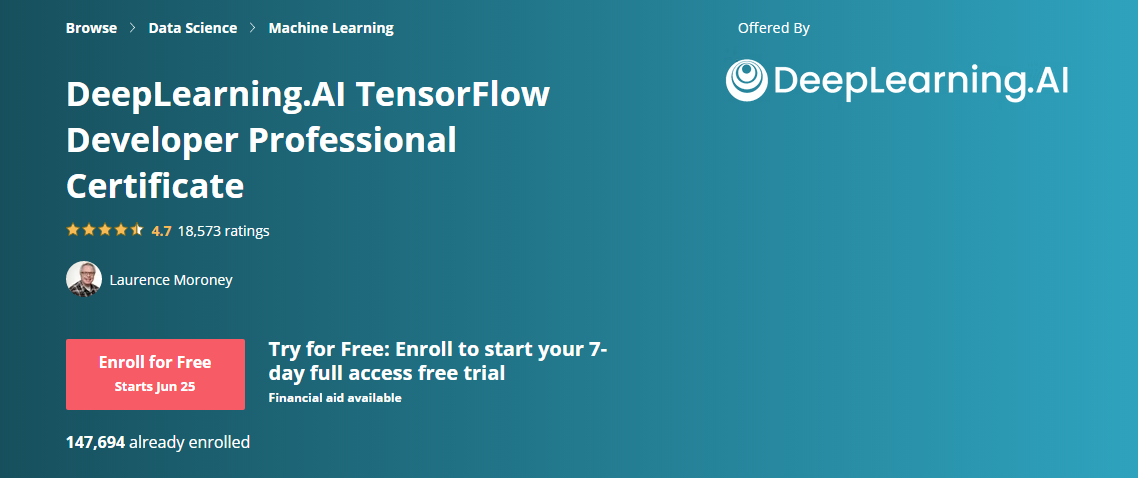 Browse > Data Science > Machine Learning
Offered By
DeepLearning.AI
DeepLearning.AI TensorFlow
Developer Professional
Certificate
4.7 18,573 ratings
Laurence Moroney
Enroll for Free
Starts Jun 25
Try for Free: Enroll to start your 7-
day full access free trial
Financial aid available
147,694 already enrolled